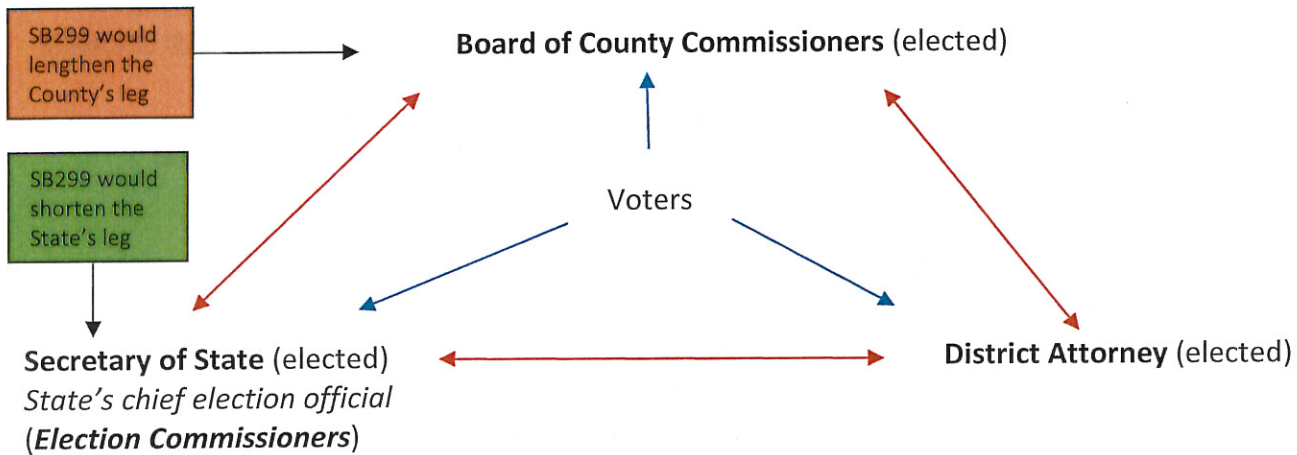 SB299 would
lengthen the
County's leg
Board of County Commissioners (elected)
SB299 would
shorten the
State's leg
Voters
Secretary of State (elected)
State's chief election official
(Election Commissioners)
District Attorney (elected)